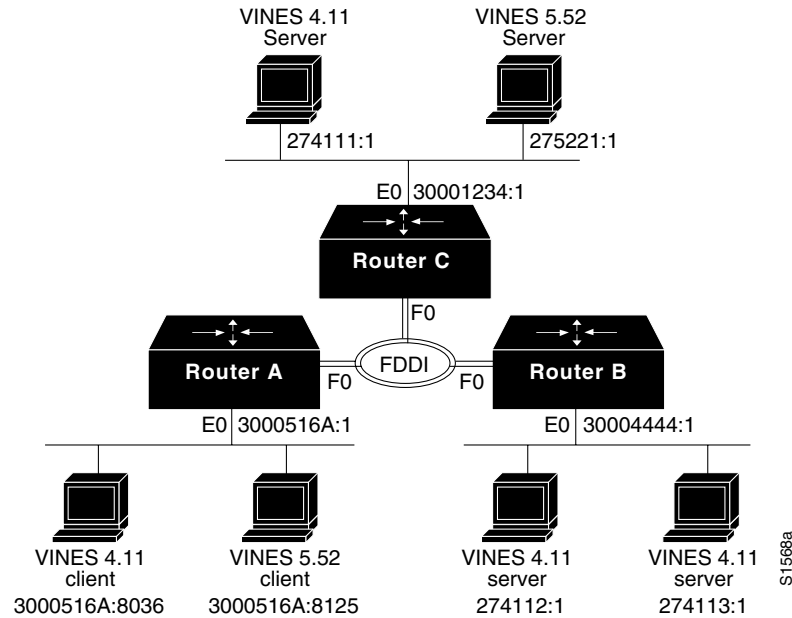 VINES 4.11
Server
VINES 5.52
Server
274111:1
275221:1
E0 30001234:1
Router C
F0
Router A
F0
FDDI
F0
Router B
E0 3000516A:1
E0 30004444:1
VINES 4.11
client
3000516A:8036
VINES 5.52
client
3000516A:8125
VINES 4.11
server
274112:1
VINES 4.11
server
274113:1
S1568a